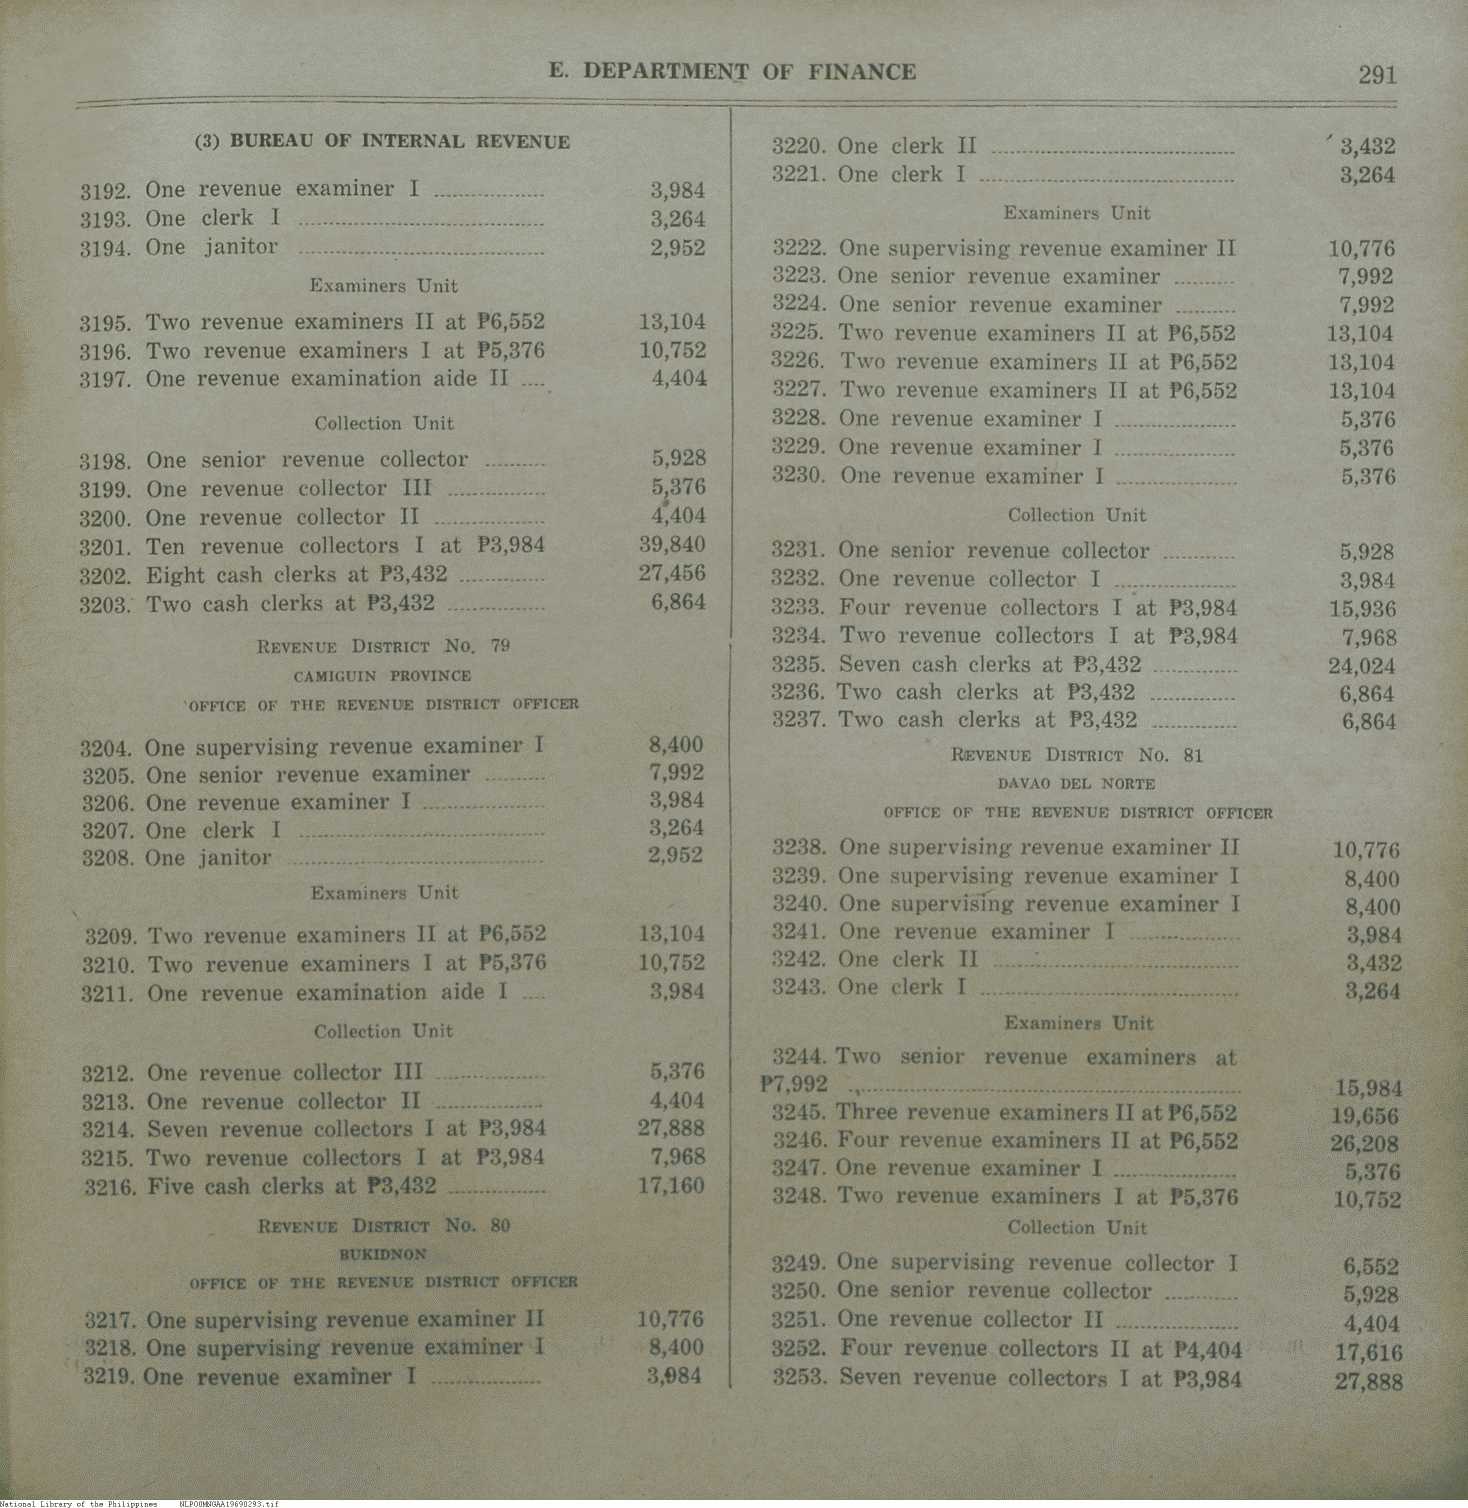 E. DEPARTMENT OF FINANCE 291
(3) BUREAU OF INTERNAL REVENUE
3192. One revenue examiner I .................. 3,984
3193. One clerk I ........................................ 3,264
3194. One janitor ........................................ 2,952
Examiners Unit
3195. Two revenue examiners II at ₱6,552 13,104
3196. Two revenue examiners I at ₱5,376 10,752
3197. One revenue examination aide II .... 4,404
Collection Unit
3198. One senior revenue collector .......... 5,928
3199. One revenue collector III ................ 5,376
3200. One revenue collector II .................. 4,404
3201. Ten revenue collectors I at ₱3,984 39,840
3202. Eight cash clerks at ₱3,432 .............. 27,456
3203. Two cash clerks at ₱3,432 ................ 6,864
REVENUE DISTRICT NO. 79
CAMIGUIN PROVINCE
OFFICE OF THE REVENUE DISTRICT OFFICER
3204. One supervising revenue examiner I 8,400
3205. One senior revenue examiner .......... 7,992
3206. One revenue examiner I .................... 3,984
3207. One clerk I ........................................ 3,264
3208. One janitor .......................................... 2,952
Examiners Unit
3209. Two revenue examiners II at ₱6,552 13,104
3210. Two revenue examiners I at ₱5,376 10,752
3211. One revenue examination aide I .... 3,984
Collection Unit
3212. One revenue collector III .................. 5,376
3213. One revenue collector II .................. 4,404
3214. Seven revenue collectors I at ₱3,984 27,888
3215. Two revenue collectors I at ₱3,984 7,968
3216. Five cash clerks at ₱3,432 ................ 17,160
REVENUE DISTRICT NO. 80
BUKIDNON
OFFICE OF THE REVENUE DISTRICT OFFICER
3217. One supervising revenue examiner II 10,776
3218. One supervising revenue examiner I 8,400
3219. One revenue examiner I .................. 3,984
3220. One clerk II ........................................ 3,432
3221. One clerk I .......................................... 3,264
Examiners Unit
3222. One supervising revenue examiner II 10,776
3223. One senior revenue examiner .......... 7,992
3224. One senior revenue examiner .......... 7,992
3225. Two revenue examiners II at ₱6,552 13,104
3226. Two revenue examiners II at ₱6,552 13,104
3227. Two revenue examiners II at ₱6,552 13,104
3228. One revenue examiner I .................... 5,376
3229. One revenue examiner I .................... 5,376
3230. One revenue examiner I .................... 5,376
Collection Unit
3231. One senior revenue collector ............ 5,928
3232. One revenue collector I .................... 3,984
3233. Four revenue collectors I at ₱3,984 15,936
3234. Two revenue collectors I at ₱3,984 7,968
3235. Seven cash clerks at ₱3,432 .............. 24,024
3236. Two cash clerks at ₱3,432 .............. 6,864
3237. Two cash clerks at ₱3,432 .............. 6,864
REVENUE DISTRICT NO. 81
DAVAO DEL NORTE
OFFICE OF THE REVENUE DISTRICT OFFICER
3238. One supervising revenue examiner II 10,776
3239. One supervising revenue examiner I 8,400
3240. One supervising revenue examiner I 8,400
3241. One revenue examiner I .................. 3,984
3242. One clerk II ........................................ 3,432
3243. One clerk I .......................................... 3,264
Examiners Unit
3244. Two senior revenue examiners at
₱7,992 ................................................................ 15,984
3245. Three revenue examiners II at ₱6,552 19,656
3246. Four revenue examiners II at ₱6,552 26,208
3247. One revenue examiner I .................... 5,376
3248. Two revenue examiners I at ₱5,376 10,752
Collection Unit
3249. One supervising revenue collector I 6,552
3250. One senior revenue collector ............ 5,928
3251. One revenue collector II .................... 4,404
3252. Four revenue collectors II at ₱4,404 17,616
3253. Seven revenue collectors I at ₱3,984 27,888
National Library of the Philippines NLPO0MNGAA19690293.tif